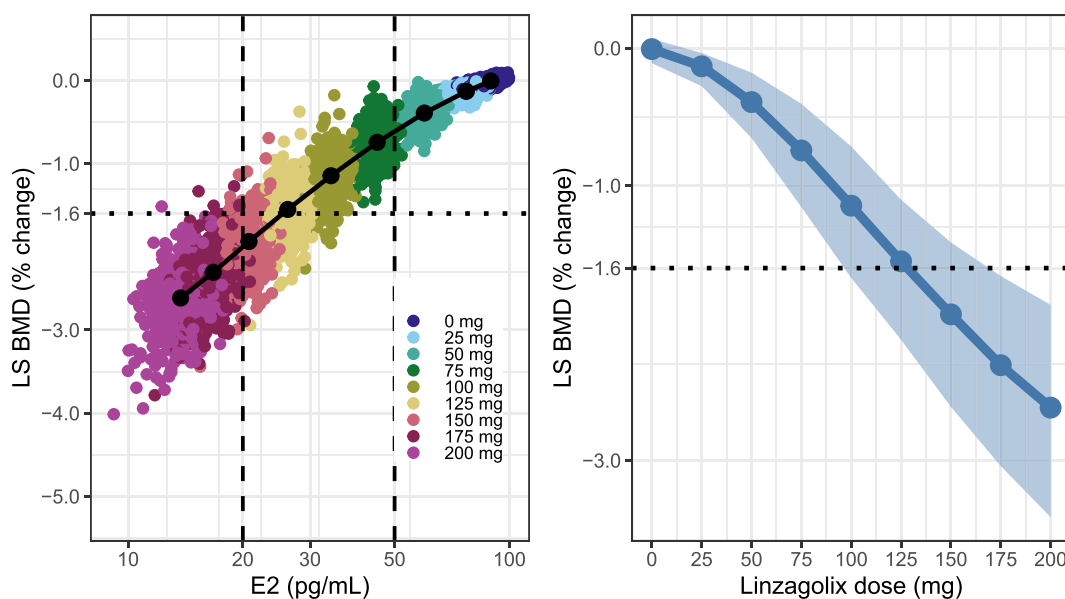 0.0
−1.0
−1.6
−3.0
−4.0
−5.0
LS BMD (% change)
0 mg
25 mg
50 mg
75 mg
100 mg
125 mg
150 mg
175 mg
200 mg
10 20 30 50 100
E2 (pg/mL)
0.0
−1.0
−1.6
−3.0
LS BMD (% change)
0 25 50 75 100 125 150 175 200
Linzagolix dose (mg)